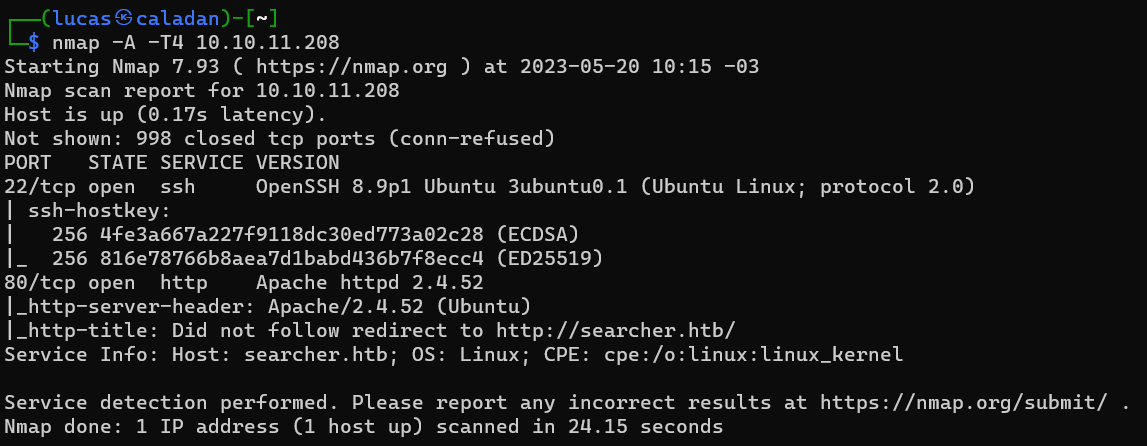 ┌──(lucas㉿caladan)-[~]
└─$ nmap -A -T4 10.10.11.208
Starting Nmap 7.93 ( https://nmap.org ) at 2023-05-20 10:15 -03
Nmap scan report for 10.10.11.208
Host is up (0.17s latency).
Not shown: 998 closed tcp ports (conn-refused)
PORT   STATE SERVICE VERSION
22/tcp open  ssh     OpenSSH 8.9p1 Ubuntu 3ubuntu0.1 (Ubuntu Linux; protocol 2.0)
| ssh-hostkey:
|   256 4fe3a667a227f9118dc30ed773a02c28 (ECDSA)
|_  256 816e78766b8aea7d1babd436b7f8ecc4 (ED25519)
80/tcp open  http    Apache httpd 2.4.52
|_http-server-header: Apache/2.4.52 (Ubuntu)
|_http-title: Did not follow redirect to http://searcher.htb/
Service Info: Host: searcher.htb; OS: Linux; CPE: cpe:/o:linux:linux_kernel

Service detection performed. Please report any incorrect results at https://nmap.org/submit/ .
Nmap done: 1 IP address (1 host up) scanned in 24.15 seconds